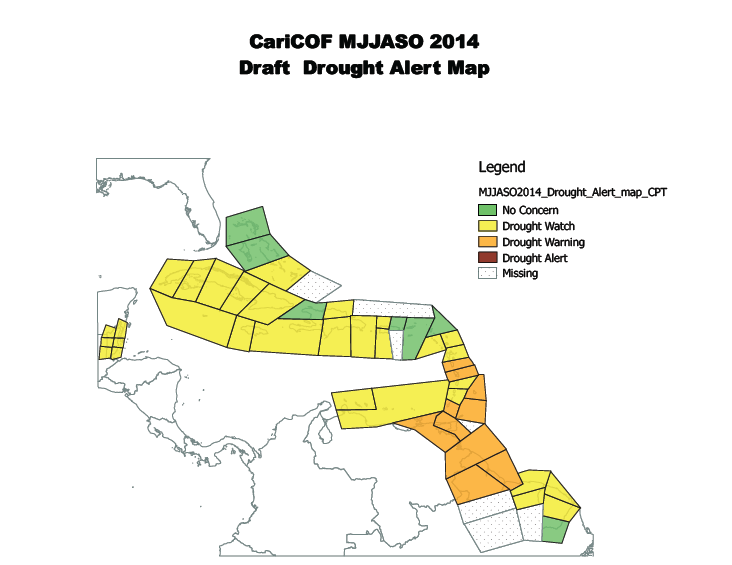 CariCOF MJJASO 2014
Draft Drought Alert Map
Legend
MJJASO2014_Drought_Alert_map_CPT
No Concern
Drought Watch
Drought Warning
Drought Alert
Missing